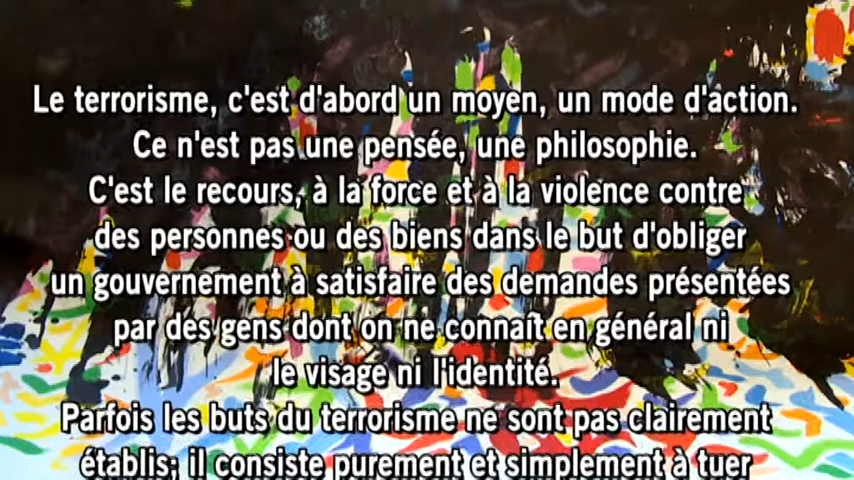 Le terrorisme, c'est d'abord un moyen, un mode d'action.
Ce n'est pas une pensée, une philosophie.
C'est le recours, à la force et à la violence contre
des personnes ou des biens dans le but d'obliger
un gouvernement à satisfaire des demandes présentées
par des gens dont on ne connaît en général ni
le visage ni l'identité.
Parfois les buts du terrorisme ne sont pas clairement
établis; il consiste purement et simplement à tuer